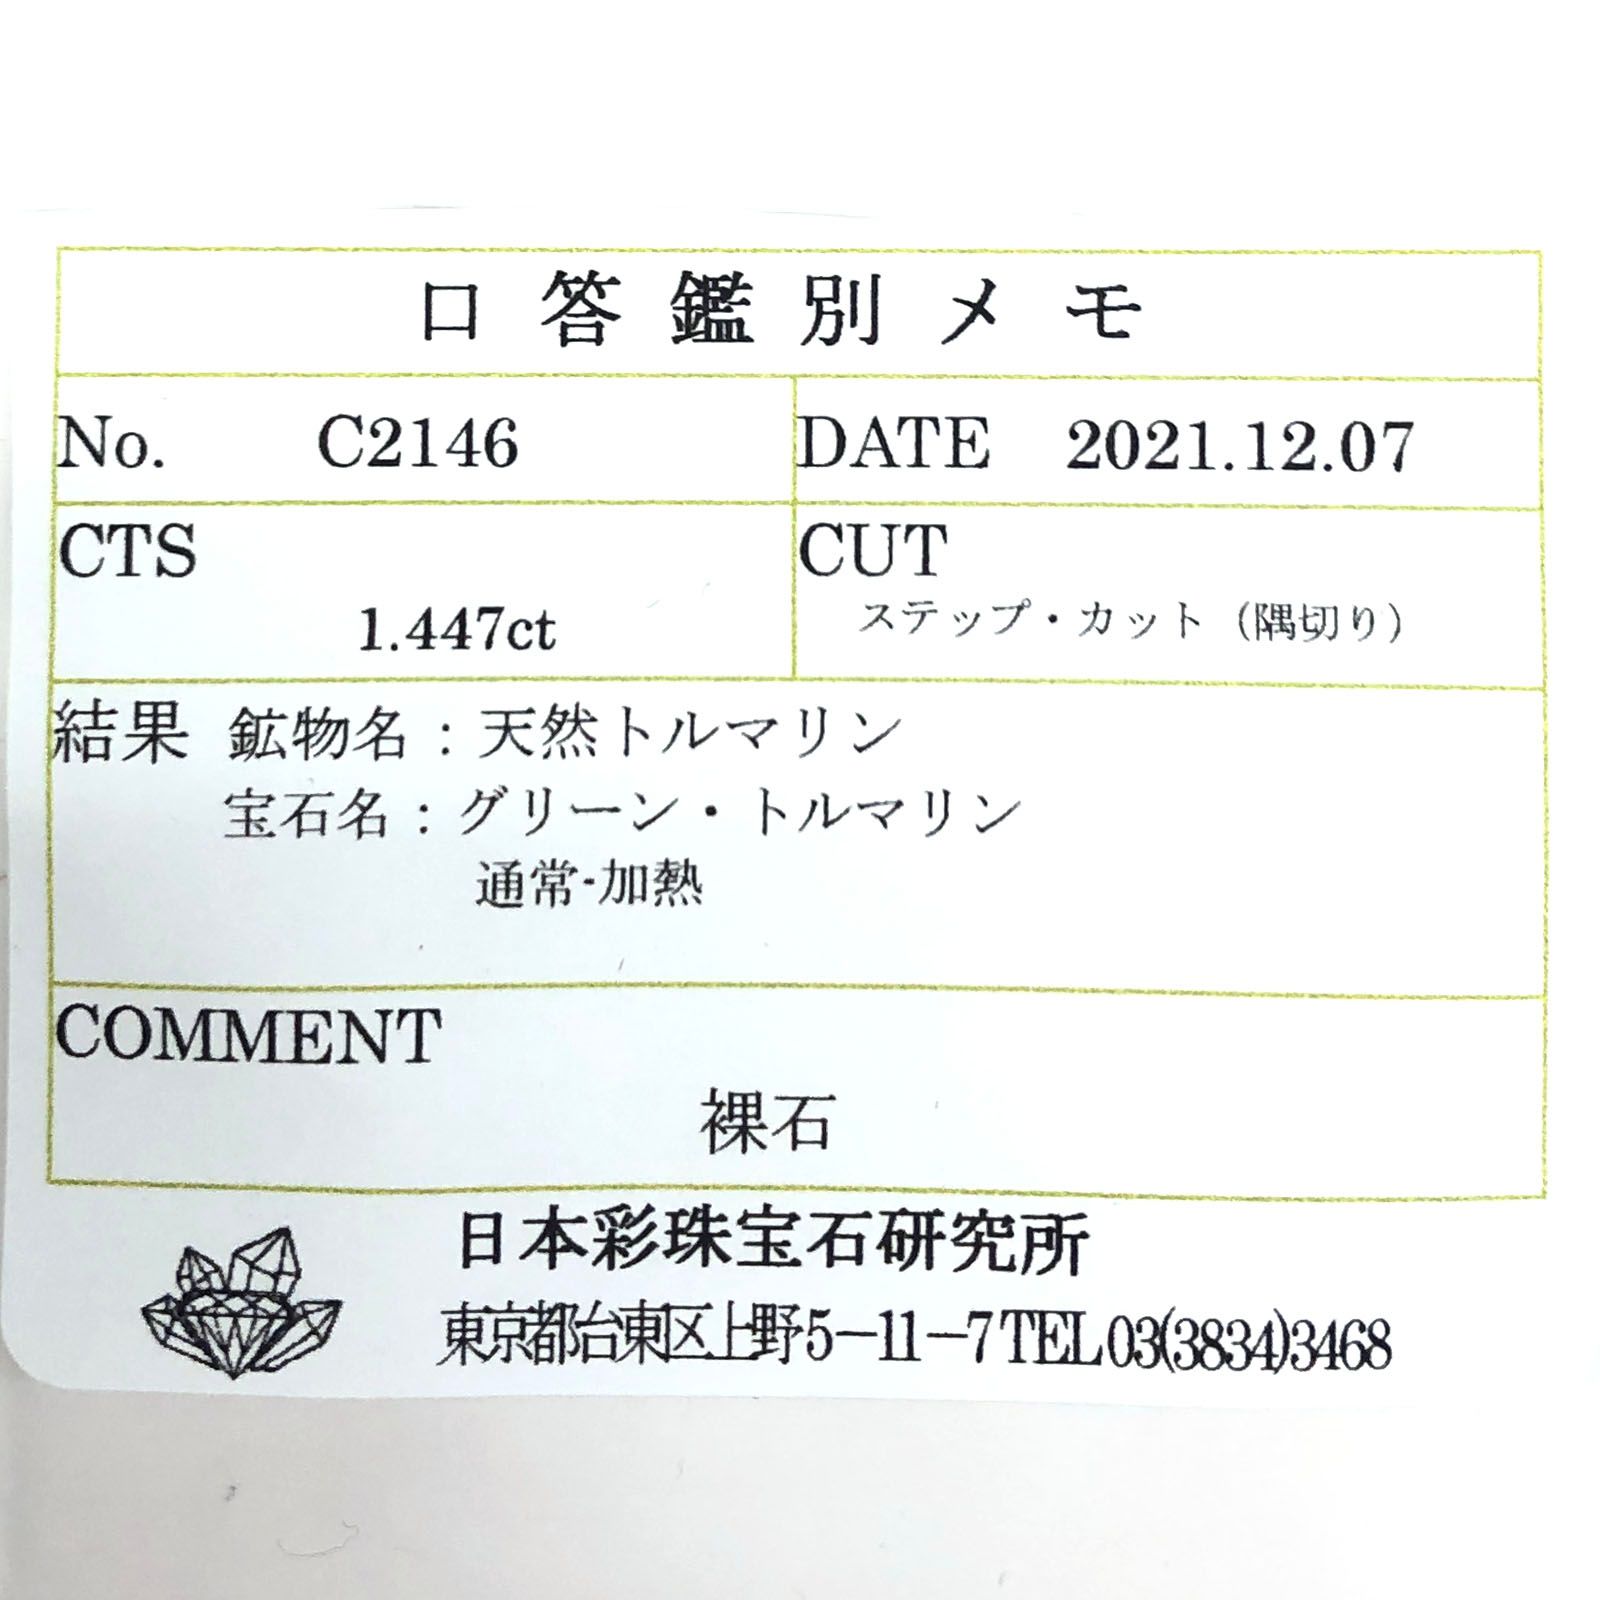 口答鑑別メモ
No. C2146 DATE 2021.12.07
CTS CUT
1.447ct ステップ・カット（隅切り）
結果 鉱物名：天然トルマリン
宝石名：グリーン・トルマリン
通常-加熱
COMMENT
裸石
日本彩珠宝石研究所
東京都台東区上野5－11－7 TEL 03(3834)3468